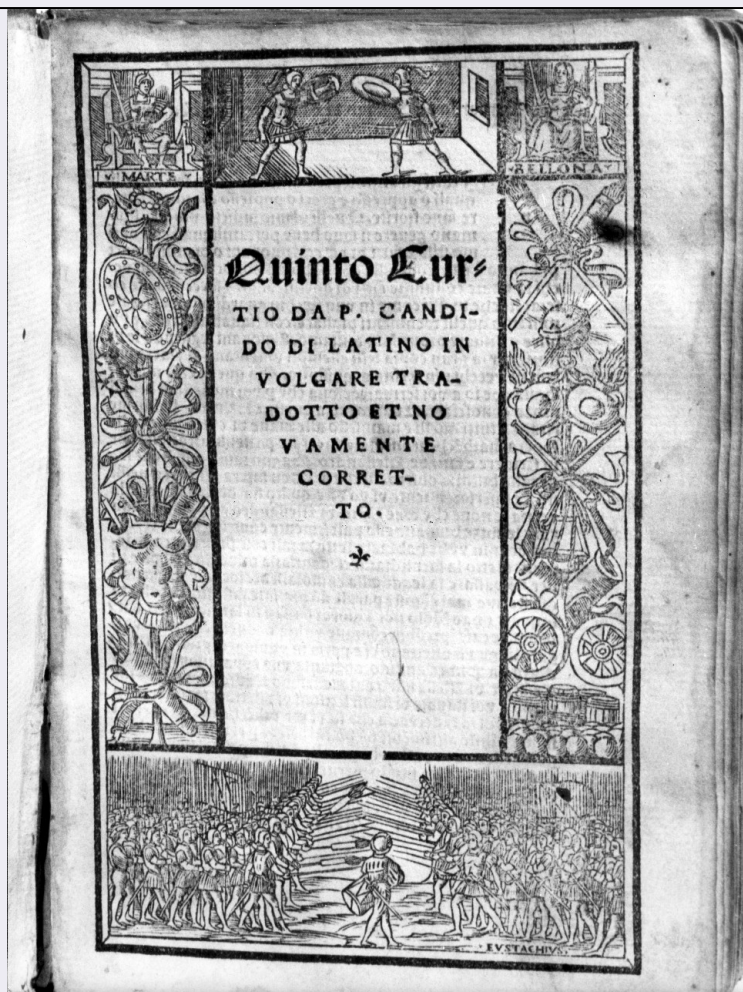 MARTE
BELLONA
Quinto Cur-
TIO DA P. CANDI-
DO DI LATINO IN
VOLGARE TRA-
DOTTO ET NO
VAMENTE
CORRET-
TO.
EVSTACHIVS.